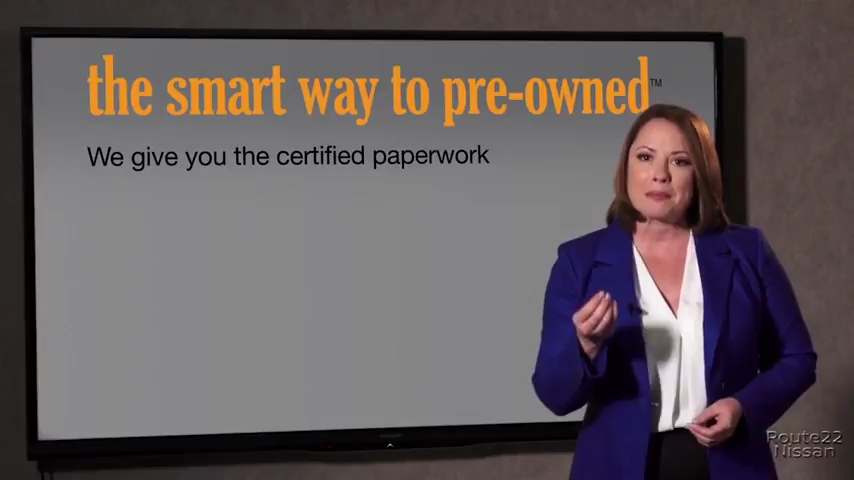 the smart way to pre-owned™
We give you the certified paperwork
Route22
Nissan